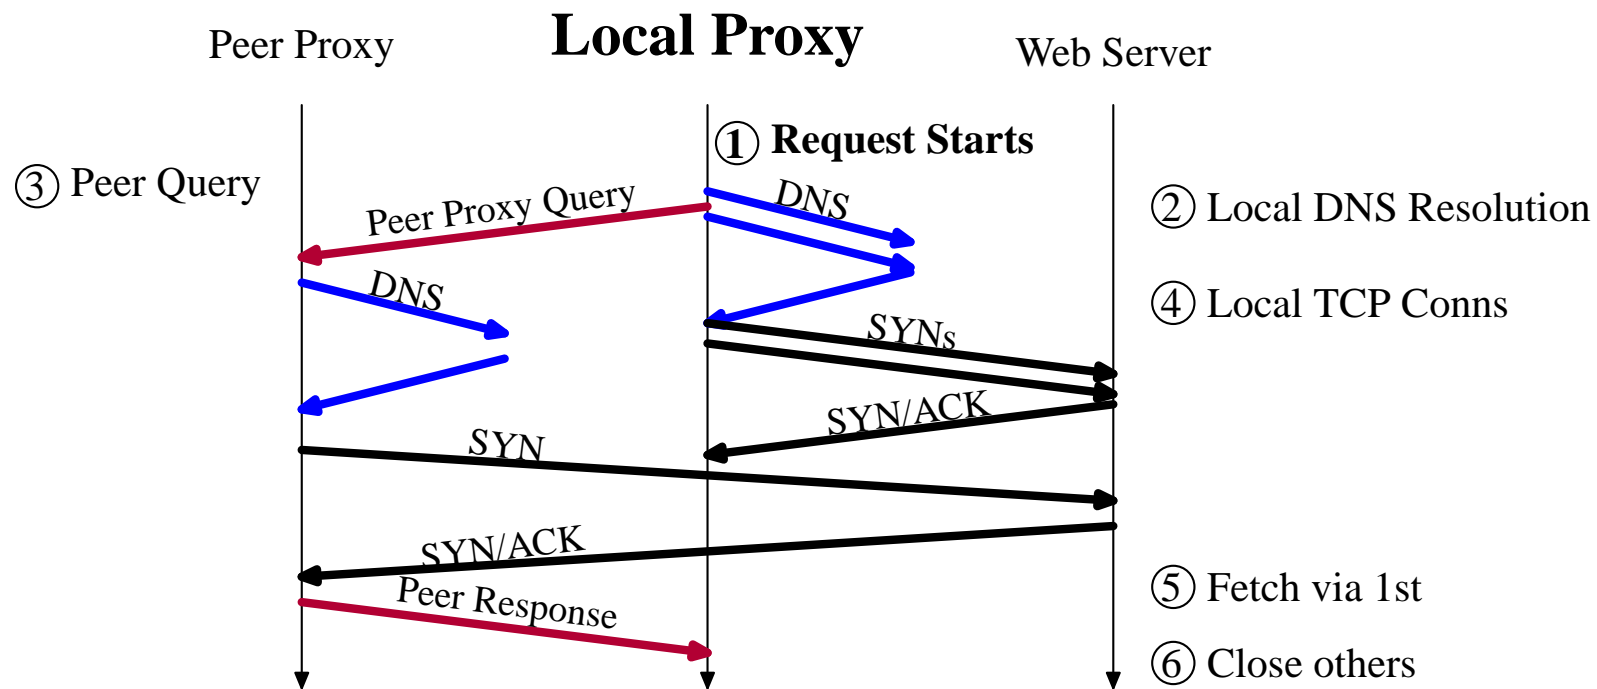 Peer Proxy
Local Proxy
Web Server
① Request Starts
③ Peer Query
Peer Proxy Query
DNS
② Local DNS Resolution
DNS
④ Local TCP Conns
SYNs
SYN/ACK
SYN
SYN/ACK
Peer Response
⑤ Fetch via 1st
⑥ Close others